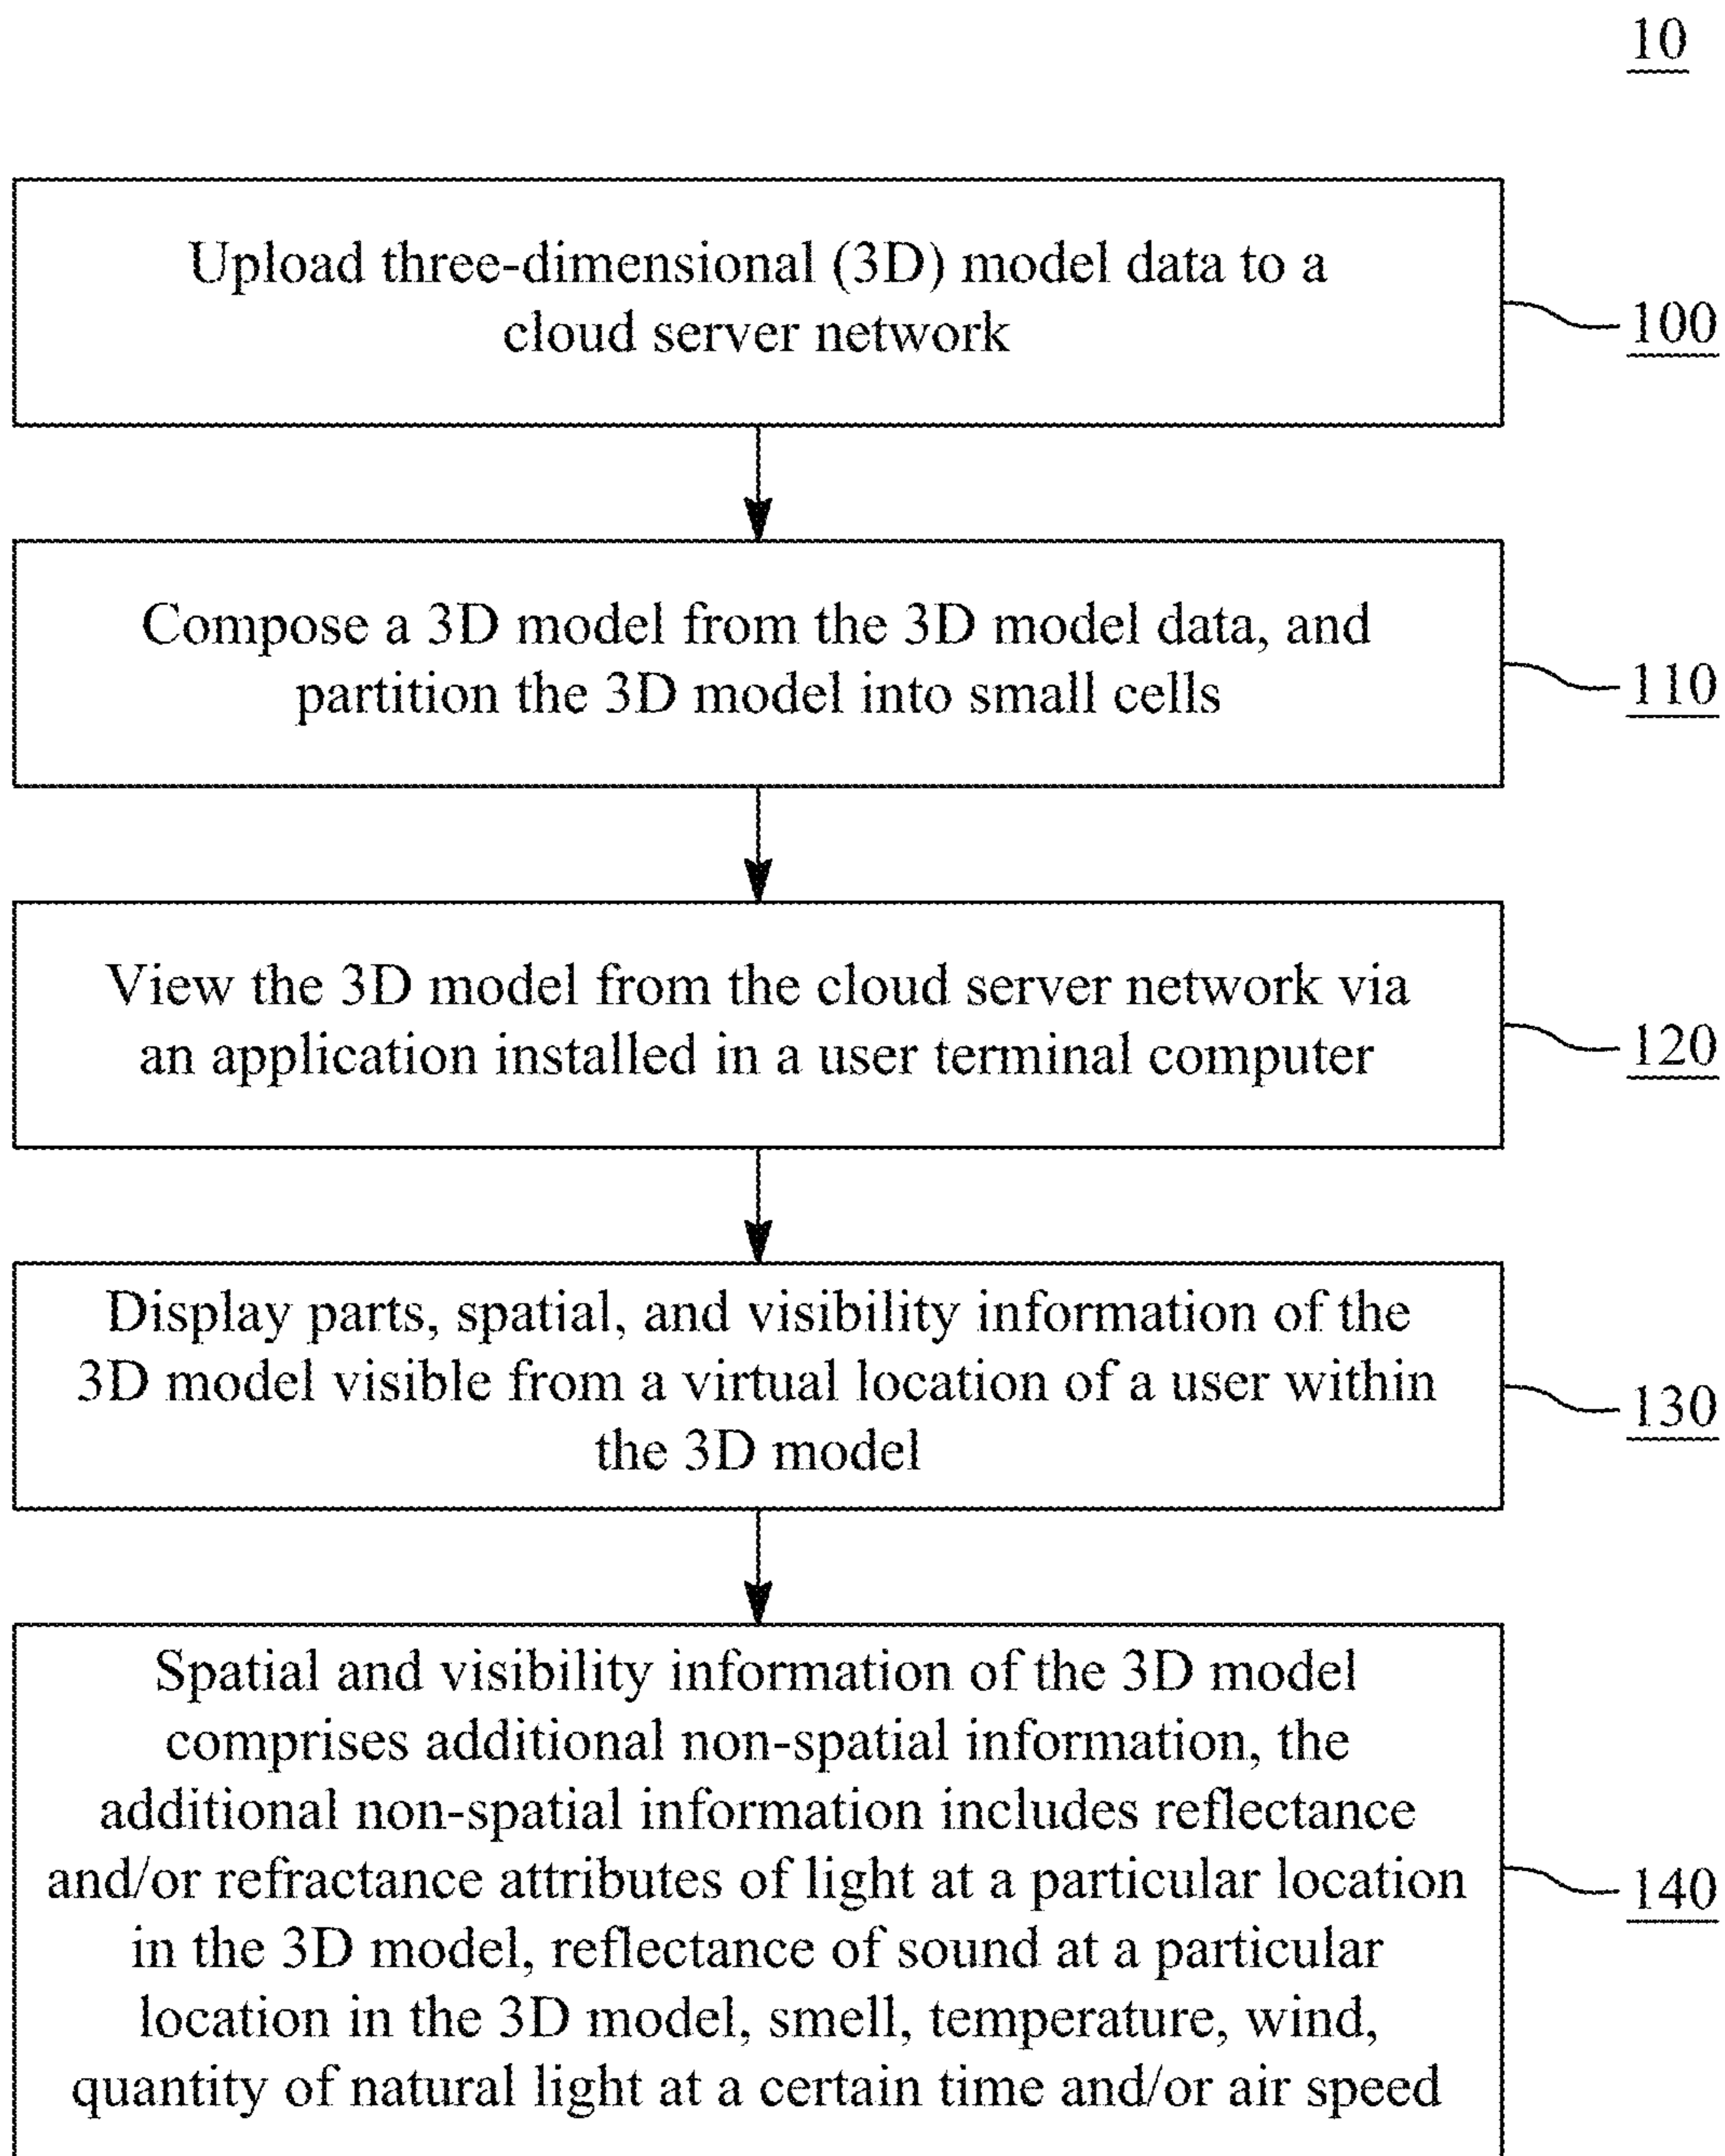 10
Upload three-dimensional (3D) model data to a
cloud server network
100
Compose a 3D model from the 3D model data, and
partition the 3D model into small cells
110
View the 3D model from the cloud server network via
an application installed in a user terminal computer
120
Display parts, spatial, and visibility information of the
3D model visible from a virtual location of a user within
the 3D model
130
Spatial and visibility information of the 3D model
comprises additional non-spatial information, the
additional non-spatial information includes reflectance
and/or refractance attributes of light at a particular location
in the 3D model, reflectance of sound at a particular
location in the 3D model, smell, temperature, wind,
quantity of natural light at a certain time and/or air speed
140